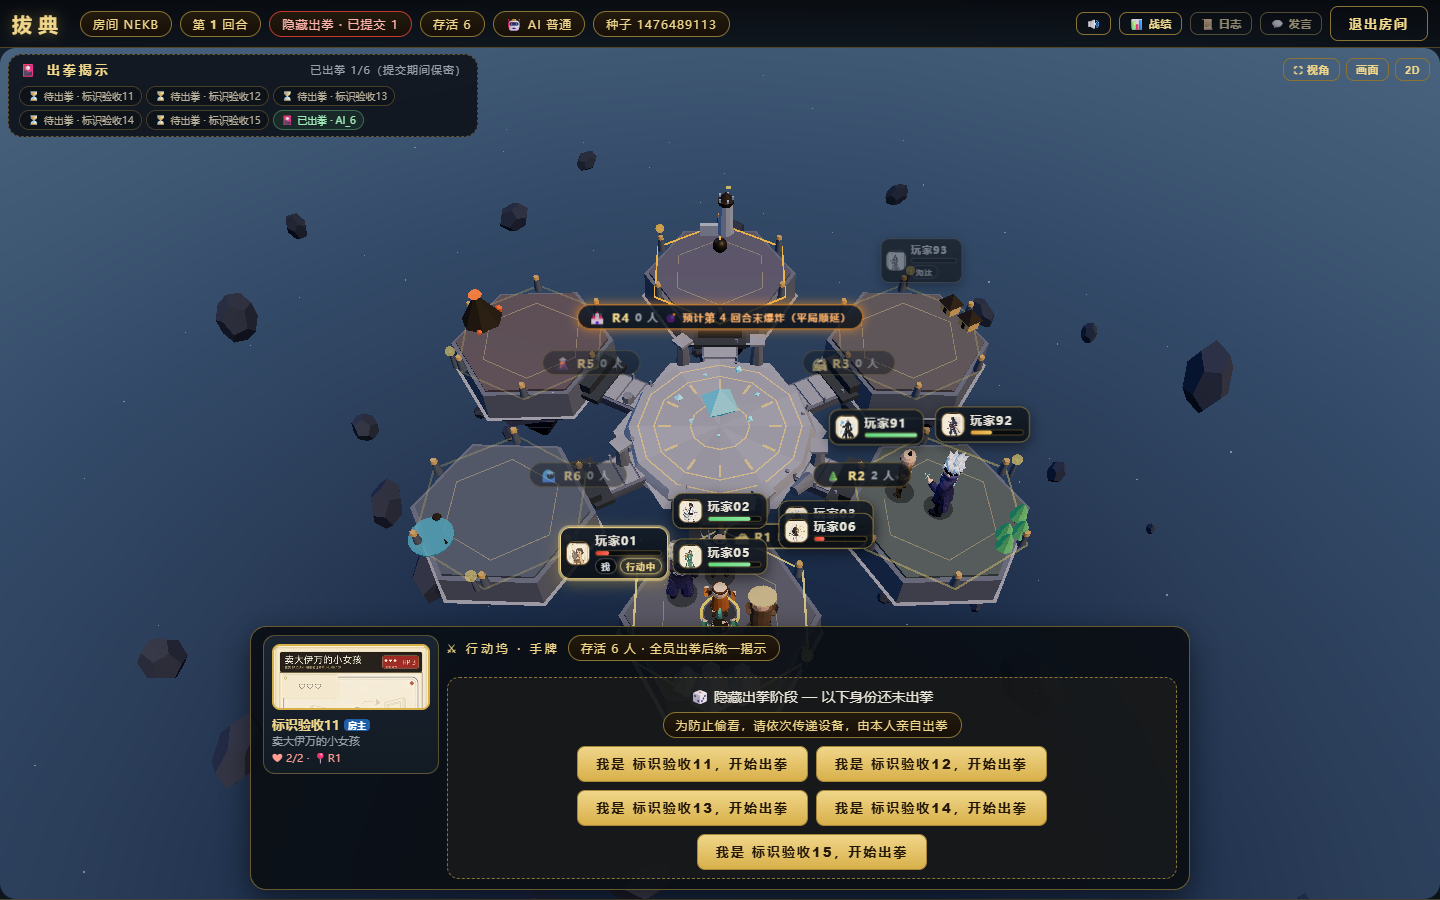 拔典 房间 NEKB 第 1 回合 隐藏出拳 · 已提交 1 存活 6 AI 普通 种子 1476489113 战绩 日志 发言 退出房间
出拳揭示 已出拳 1/6（提交期间保密）
待出拳 · 标识验收11 待出拳 · 标识验收12 待出拳 · 标识验收13
待出拳 · 标识验收14 待出拳 · 标识验收15 已出拳 · AI_6
视角 画面 2D
玩家93
淘汰
R4 0 人 预计第 4 回合末爆炸（平局顺延）
R5 0 人
R3 0 人
玩家91
玩家92
R6 0 人
R2 2 人
玩家02
玩家06
R1
玩家01
我 行动中
玩家05
卖大伊万的小女孩
标识验收11 房主
卖大伊万的小女孩
2/2 · R1
行动坞 · 手牌 存活 6 人 · 全员出拳后统一揭示
隐藏出拳阶段 — 以下身份还未出拳
为防止偷看，请依次传递设备，由本人亲自出拳
我是 标识验收11，开始出拳 我是 标识验收12，开始出拳
我是 标识验收13，开始出拳 我是 标识验收14，开始出拳
我是 标识验收15，开始出拳